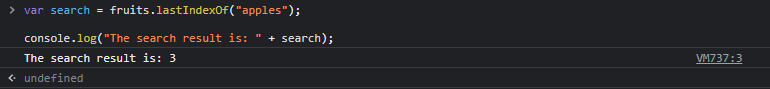 > var search = fruits.lastIndexOf("apples");
console.log("The search result is: " + search);
The search result is: 3 VM737:3
undefined